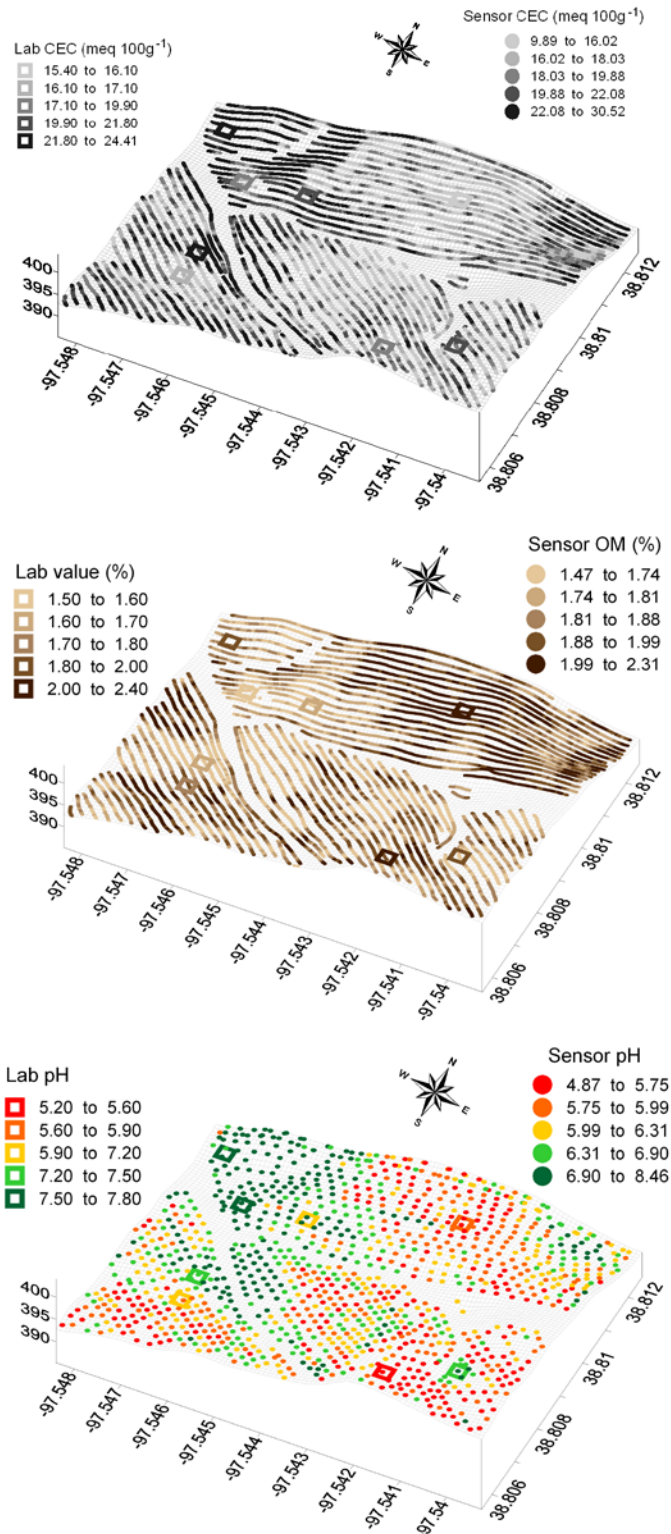 Lab CEC (meq 100g⁻¹)
15.40 to 16.10
16.10 to 17.10
17.10 to 19.90
19.90 to 21.80
21.80 to 24.41
N
W
E
S
Sensor CEC (meq 100g⁻¹)
9.89 to 16.02
16.02 to 18.03
18.03 to 19.88
19.88 to 22.08
22.08 to 30.52
400
395
390
-97.548
-97.547
-97.546
-97.545
-97.544
-97.543
-97.542
-97.541
-97.54
38.806
38.808
38.81
38.812
Lab value (%)
1.50 to 1.60
1.60 to 1.70
1.70 to 1.80
1.80 to 2.00
2.00 to 2.40
N
W
E
S
Sensor OM (%)
1.47 to 1.74
1.74 to 1.81
1.81 to 1.88
1.88 to 1.99
1.99 to 2.31
400
395
390
-97.548
-97.547
-97.546
-97.545
-97.544
-97.543
-97.542
-97.541
-97.54
38.806
38.808
38.81
38.812
Lab pH
5.20 to 5.60
5.60 to 5.90
5.90 to 7.20
7.20 to 7.50
7.50 to 7.80
N
W
E
S
Sensor pH
4.87 to 5.75
5.75 to 5.99
5.99 to 6.31
6.31 to 6.90
6.90 to 8.46
400
395
390
-97.548
-97.547
-97.546
-97.545
-97.544
-97.543
-97.542
-97.541
-97.54
38.806
38.808
38.81
38.812